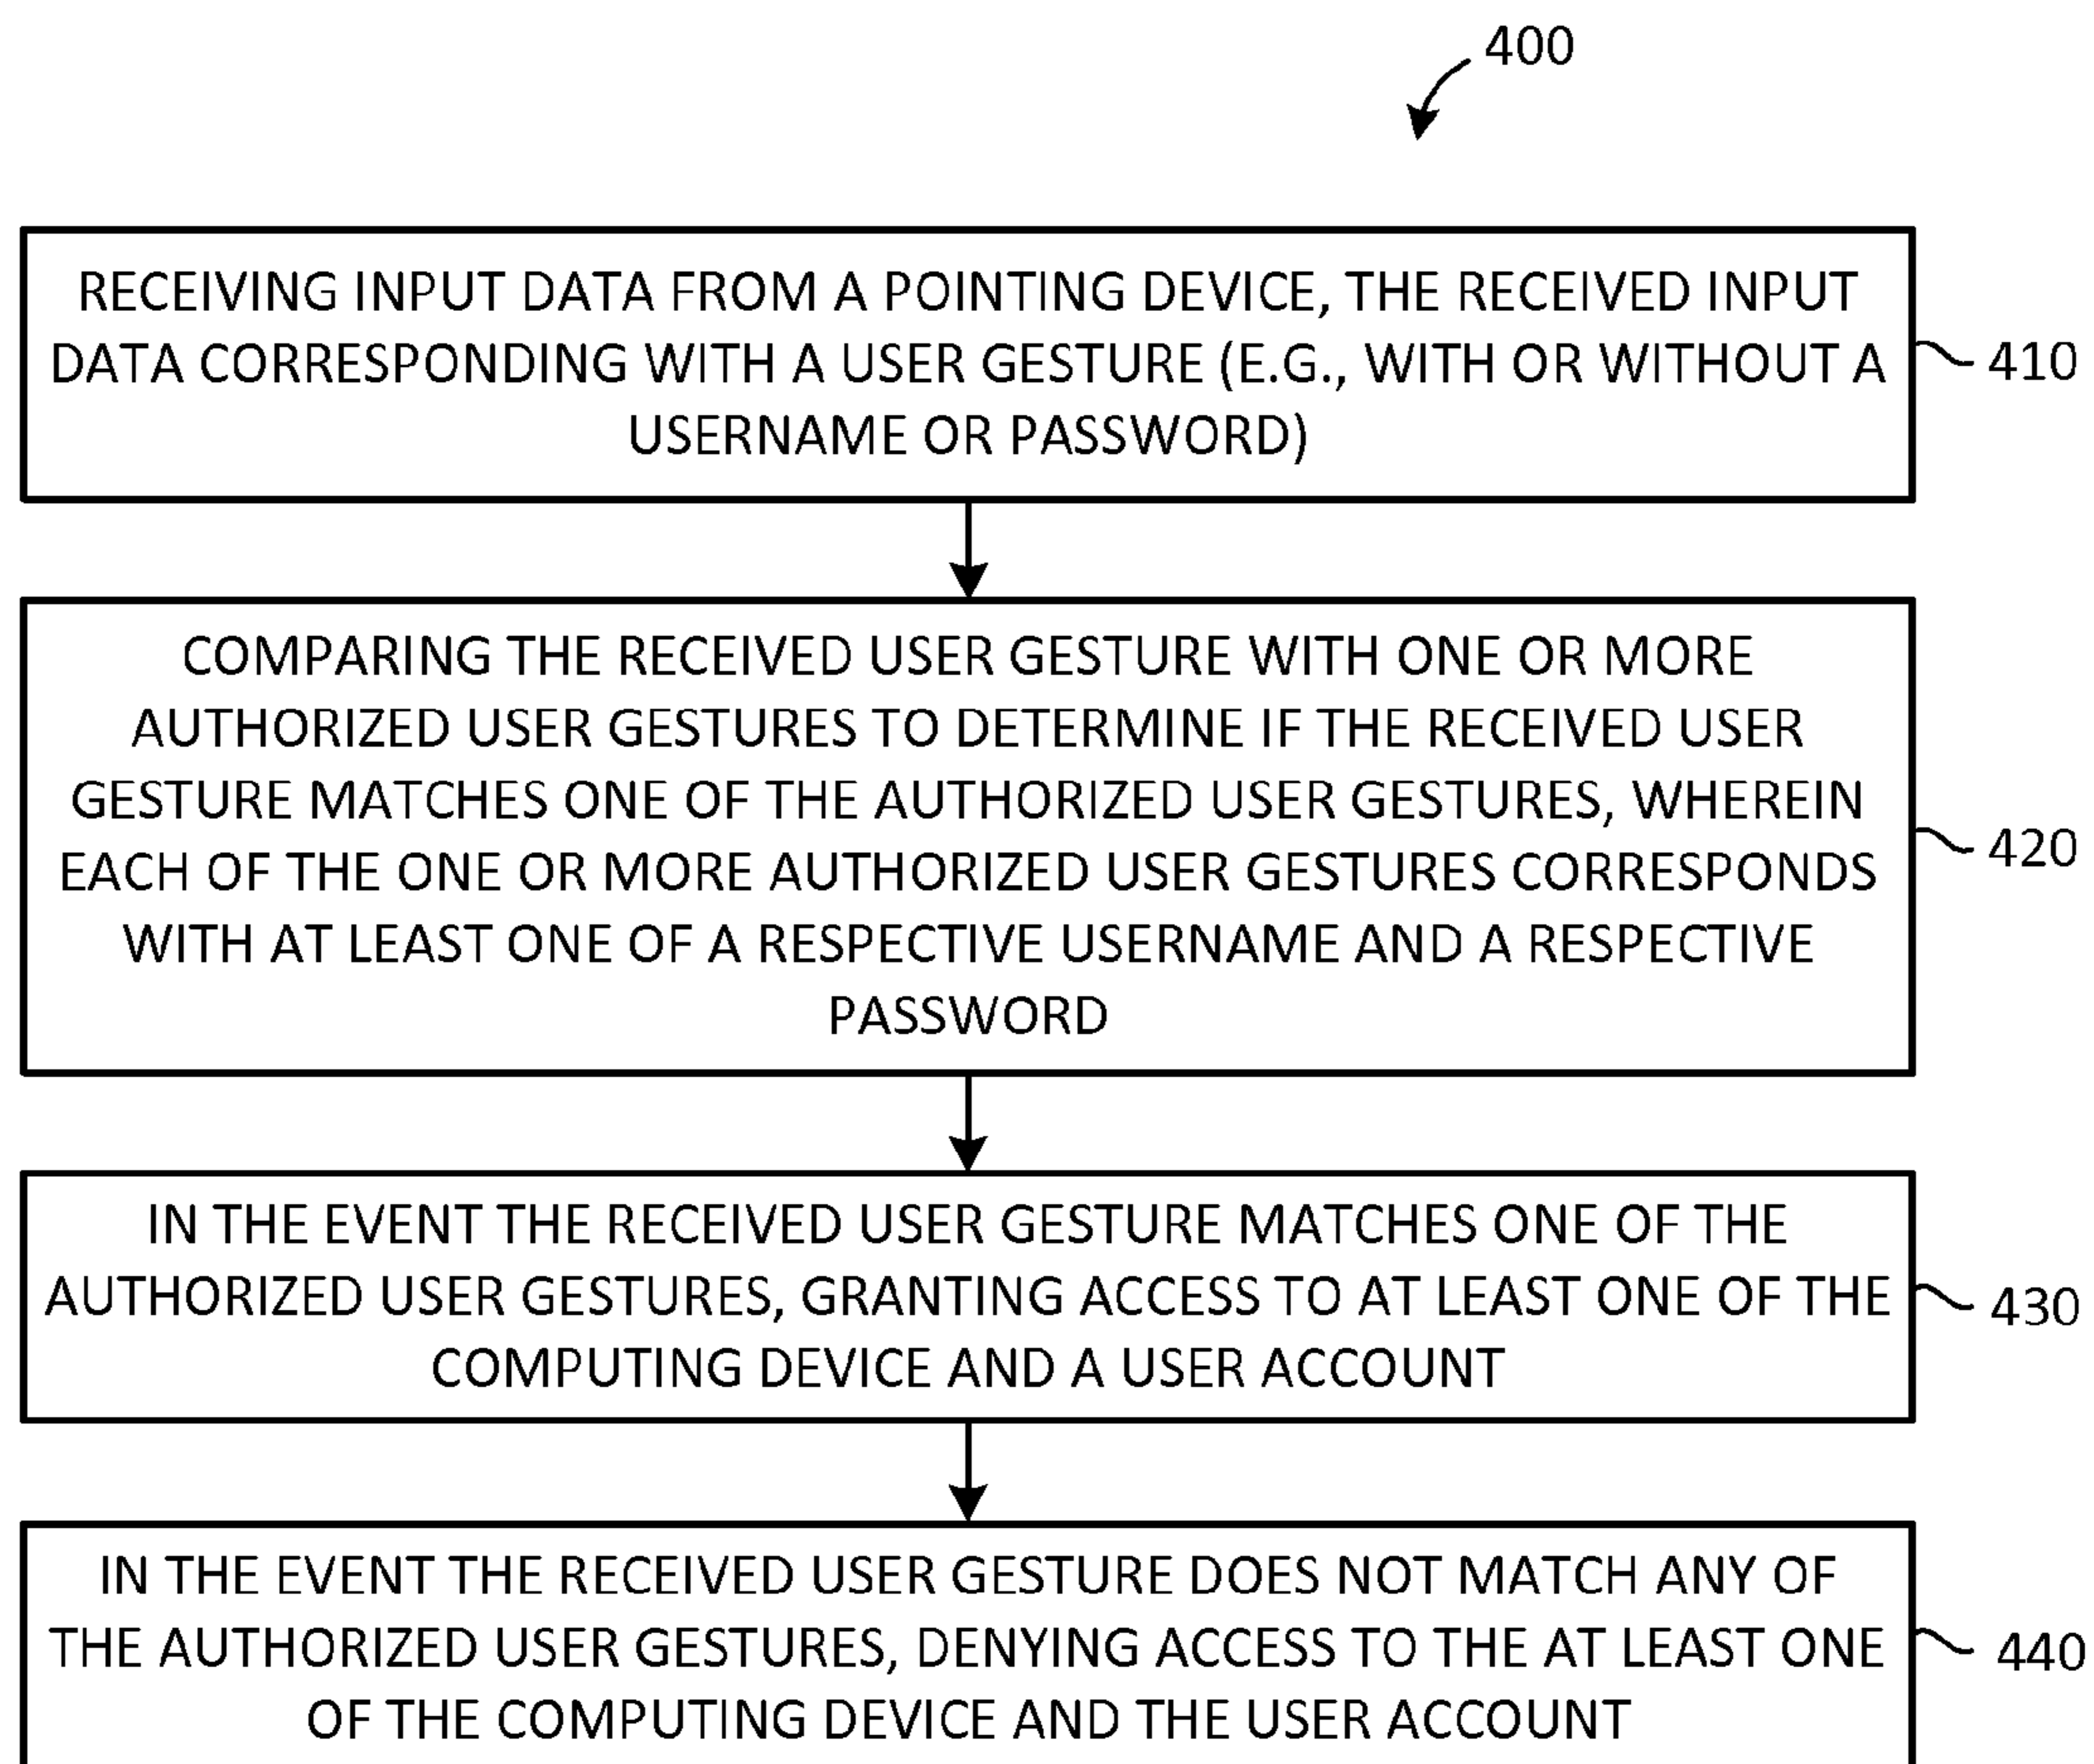 400
RECEIVING INPUT DATA FROM A POINTING DEVICE, THE RECEIVED INPUT
DATA CORRESPONDING WITH A USER GESTURE (E.G., WITH OR WITHOUT A
USERNAME OR PASSWORD)
410
COMPARING THE RECEIVED USER GESTURE WITH ONE OR MORE
AUTHORIZED USER GESTURES TO DETERMINE IF THE RECEIVED USER
GESTURE MATCHES ONE OF THE AUTHORIZED USER GESTURES, WHEREIN
EACH OF THE ONE OR MORE AUTHORIZED USER GESTURES CORRESPONDS
WITH AT LEAST ONE OF A RESPECTIVE USERNAME AND A RESPECTIVE
PASSWORD
420
IN THE EVENT THE RECEIVED USER GESTURE MATCHES ONE OF THE
AUTHORIZED USER GESTURES, GRANTING ACCESS TO AT LEAST ONE OF THE
COMPUTING DEVICE AND A USER ACCOUNT
430
IN THE EVENT THE RECEIVED USER GESTURE DOES NOT MATCH ANY OF
THE AUTHORIZED USER GESTURES, DENYING ACCESS TO THE AT LEAST ONE
OF THE COMPUTING DEVICE AND THE USER ACCOUNT
440